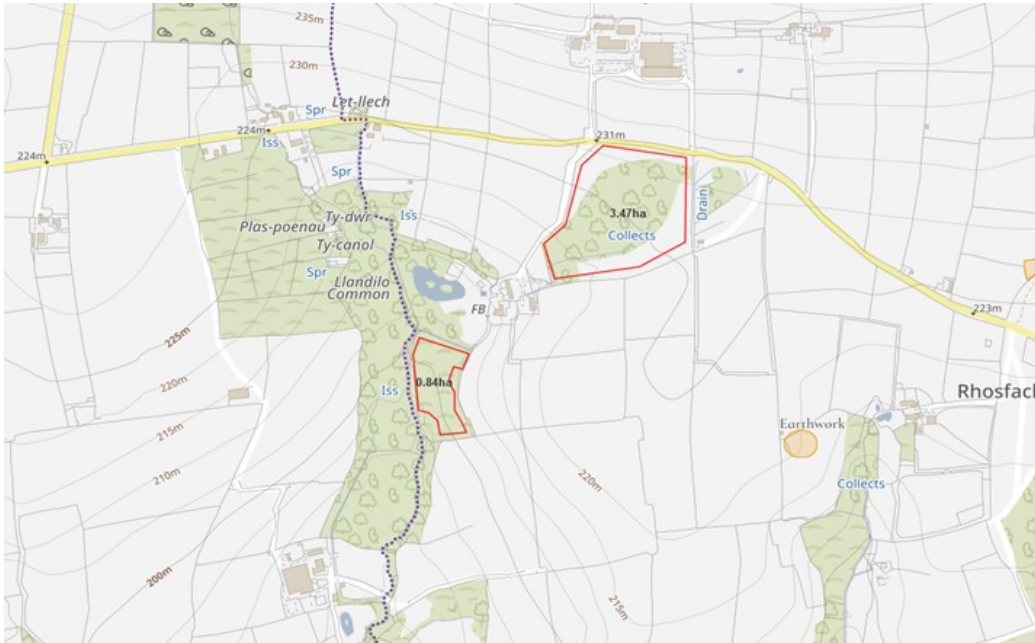 235m
230m
Let-llech
Spr
224m
Iss
231m
224m
Spr
3.47ha
Drain
Ty-dwr
Iss
Plas-poenau
Collects
Ty-canol
Spr
Llandilo
Common
FB
223m
225m
220m
0.84ha
Iss
Rhosfach
215m
Earthwork
210m
220m
Collects
200m
215m